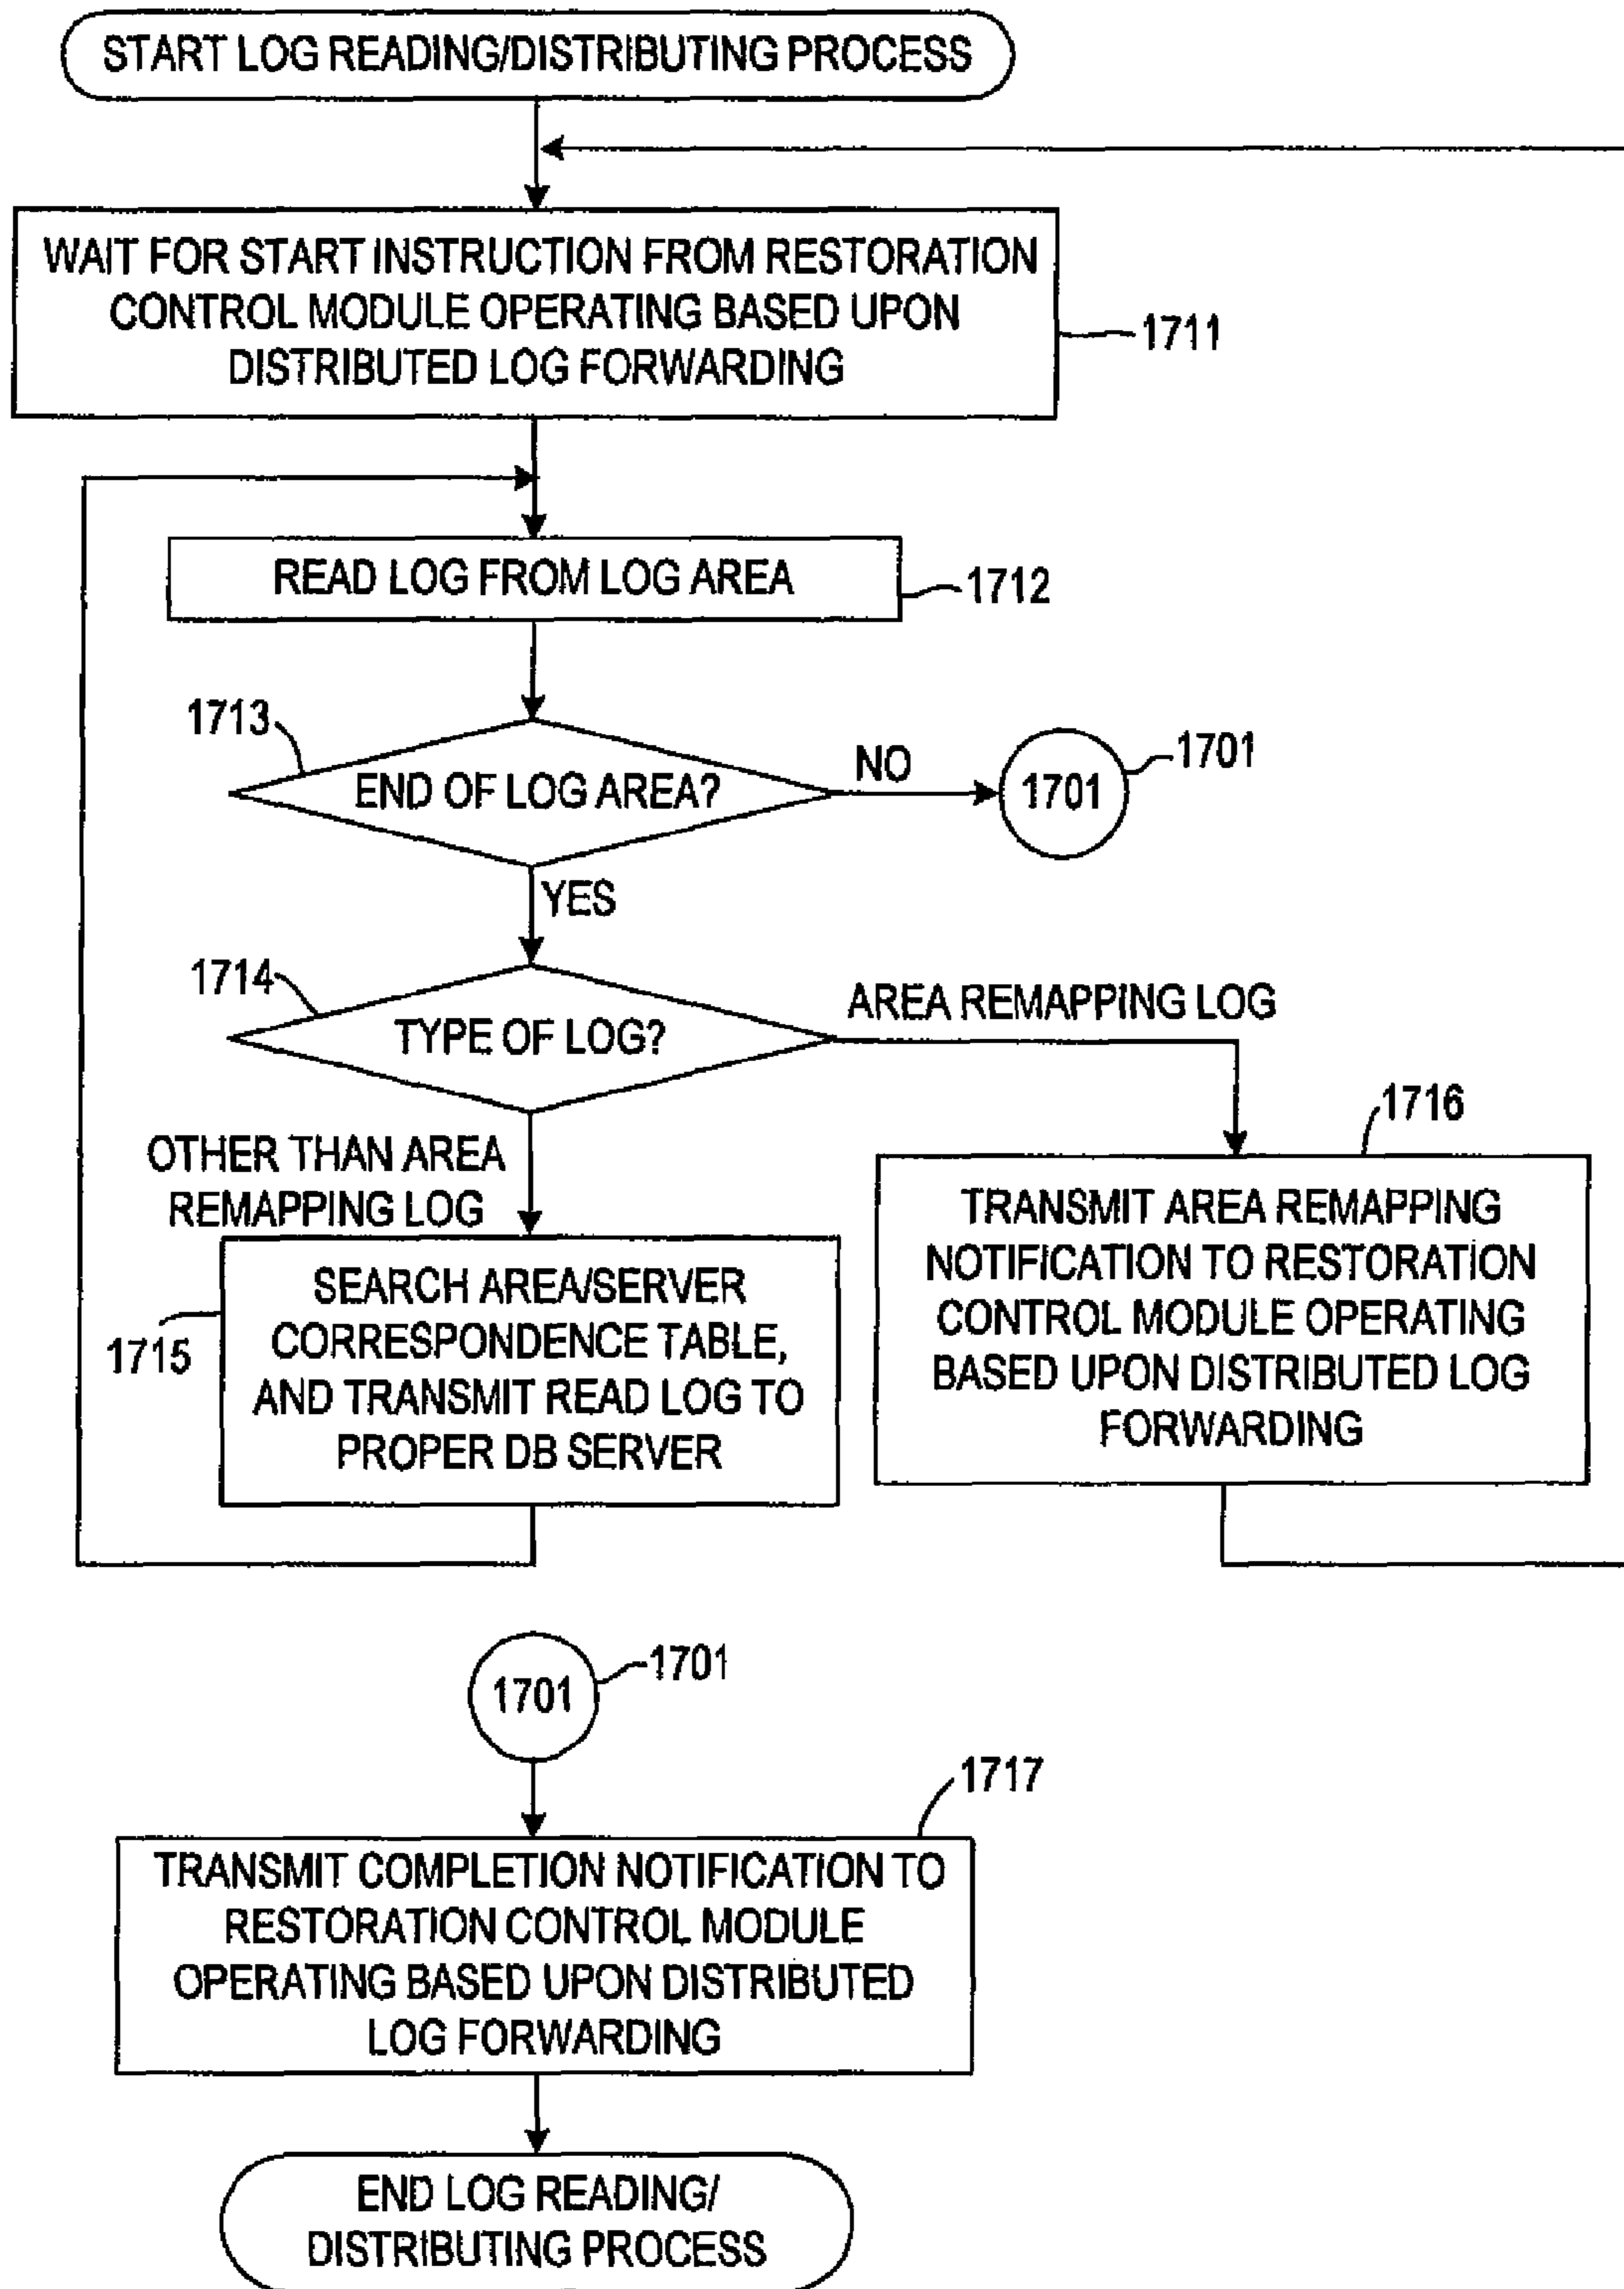 START LOG READING/DISTRIBUTING PROCESS
WAIT FOR START INSTRUCTION FROM RESTORATION
CONTROL MODULE OPERATING BASED UPON
DISTRIBUTED LOG FORWARDING
1711
READ LOG FROM LOG AREA
1712
1713
END OF LOG AREA?
NO
1701
1701
YES
1714
TYPE OF LOG?
AREA REMAPPING LOG
OTHER THAN AREA
REMAPPING LOG
1716
TRANSMIT AREA REMAPPING
NOTIFICATION TO RESTORATION
CONTROL MODULE OPERATING
BASED UPON DISTRIBUTED LOG
FORWARDING
1715
SEARCH AREA/SERVER
CORRESPONDENCE TABLE,
AND TRANSMIT READ LOG TO
PROPER DB SERVER
1701
1701
1717
TRANSMIT COMPLETION NOTIFICATION TO
RESTORATION CONTROL MODULE
OPERATING BASED UPON DISTRIBUTED
LOG FORWARDING
END LOG READING/
DISTRIBUTING PROCESS